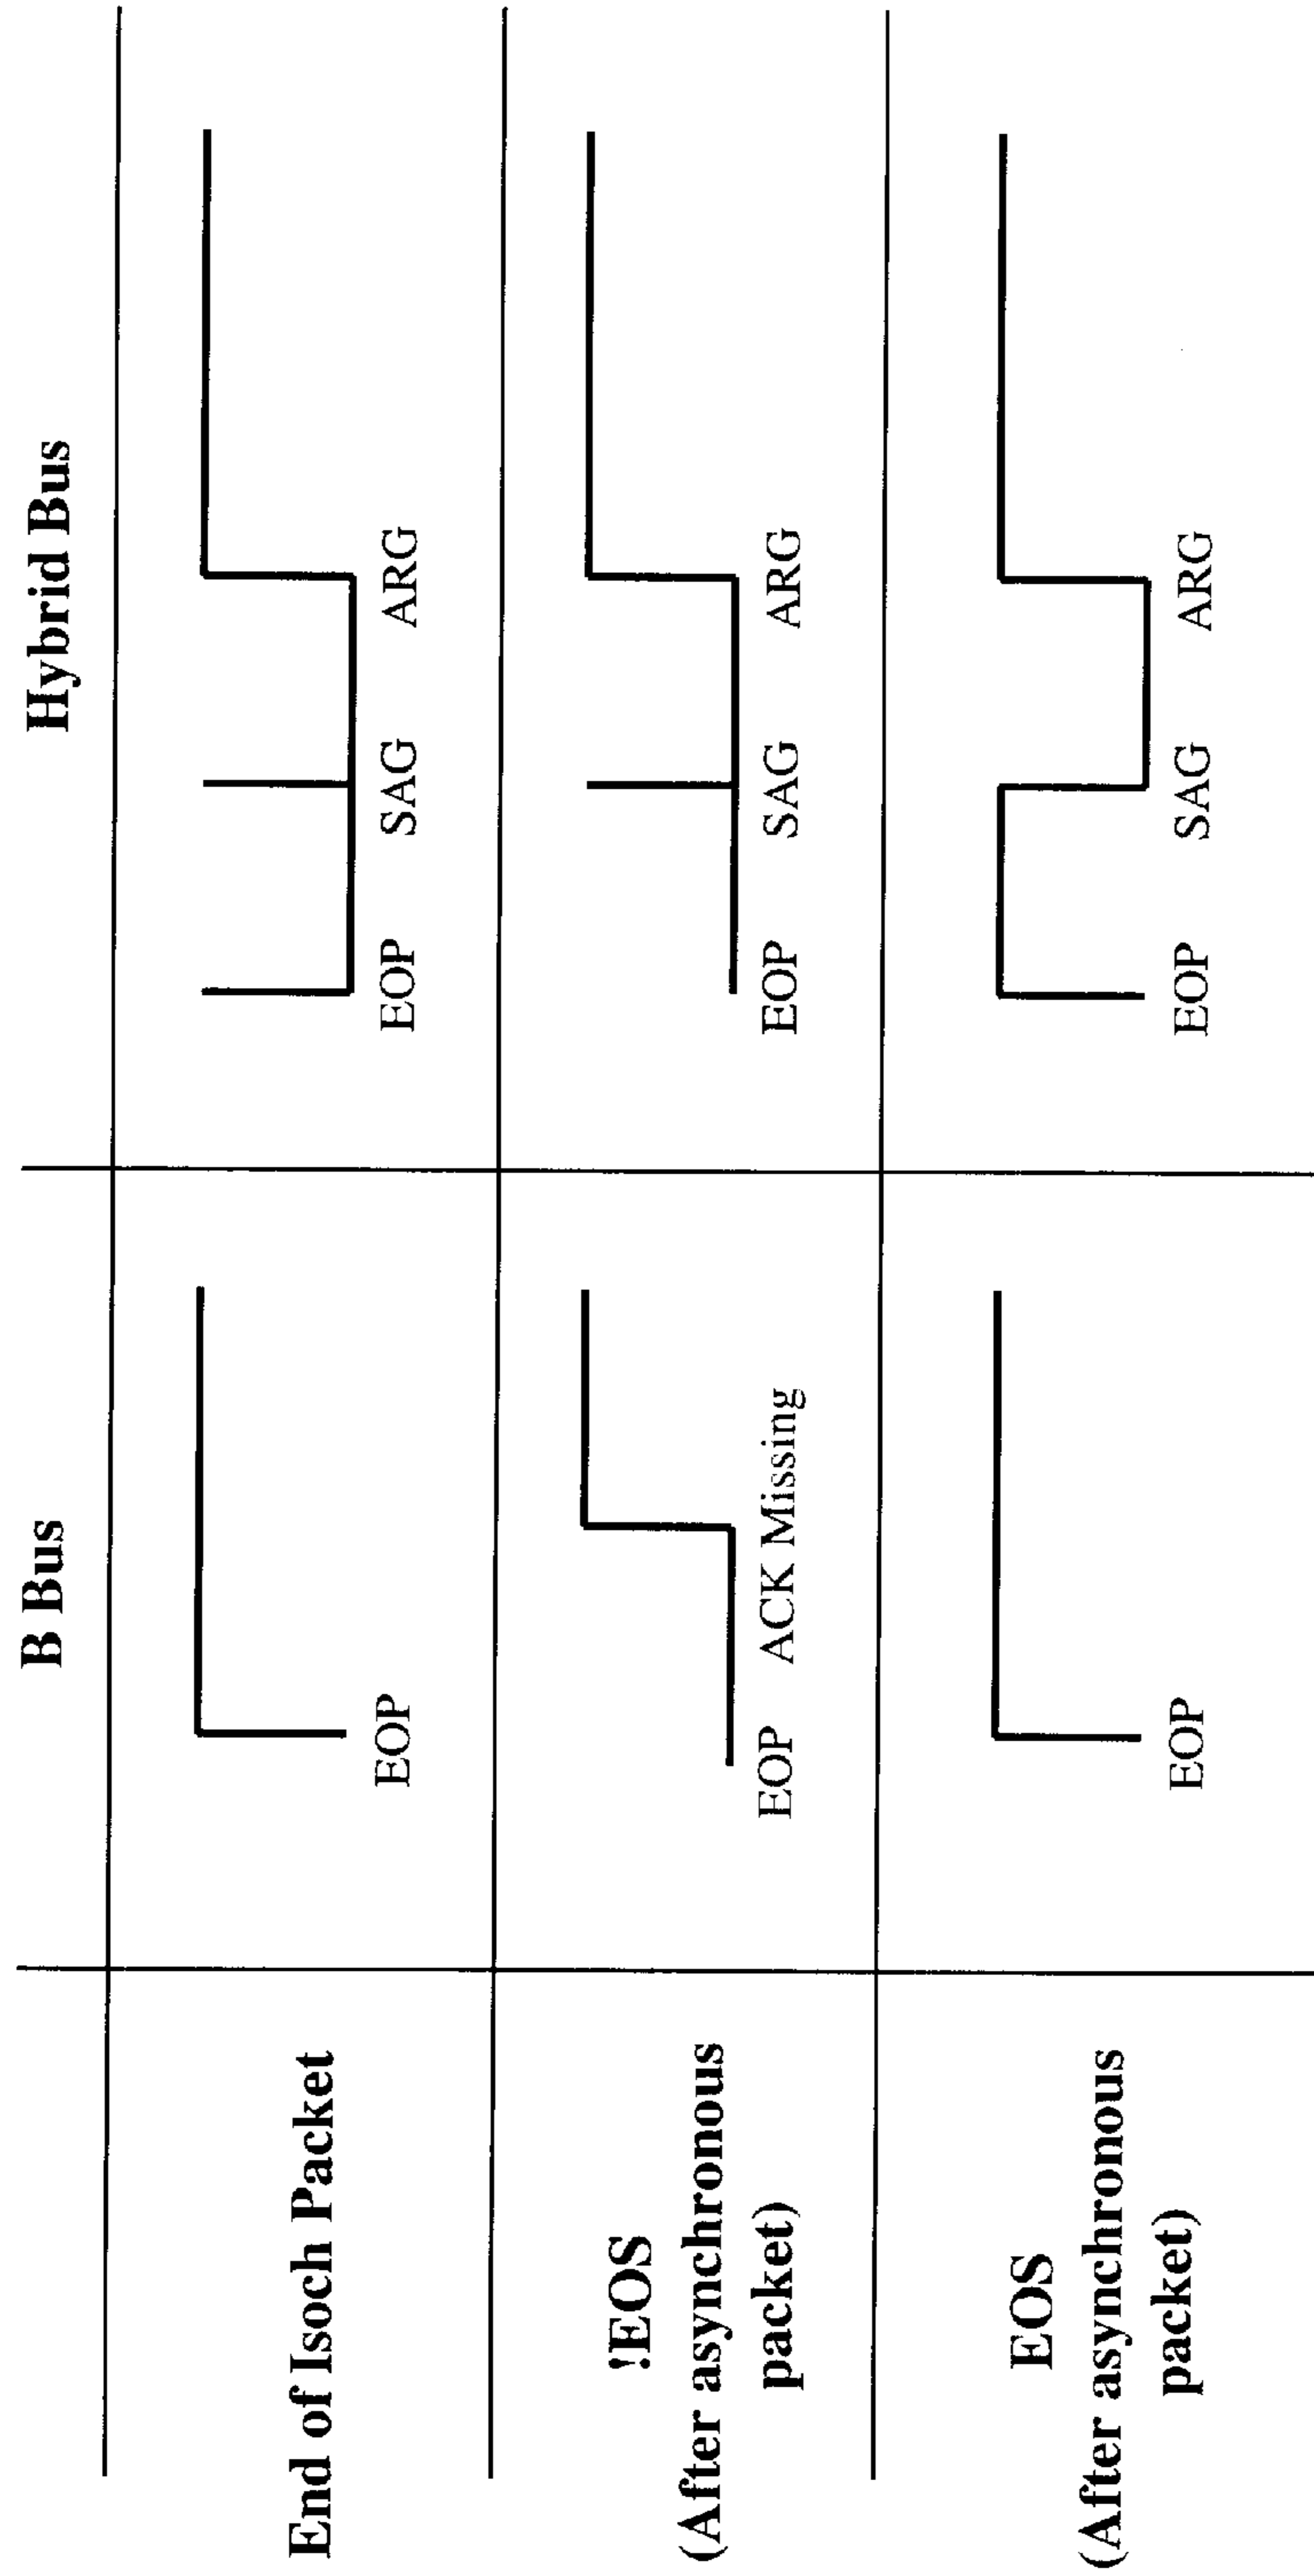 B Bus
Hybrid Bus
End of Isoch Packet
EOP
EOP SAG ARG
!EOS
(After asynchronous
packet)
EOP ACK Missing
EOP SAG ARG
EOS
(After asynchronous
packet)
EOP
EOP SAG ARG